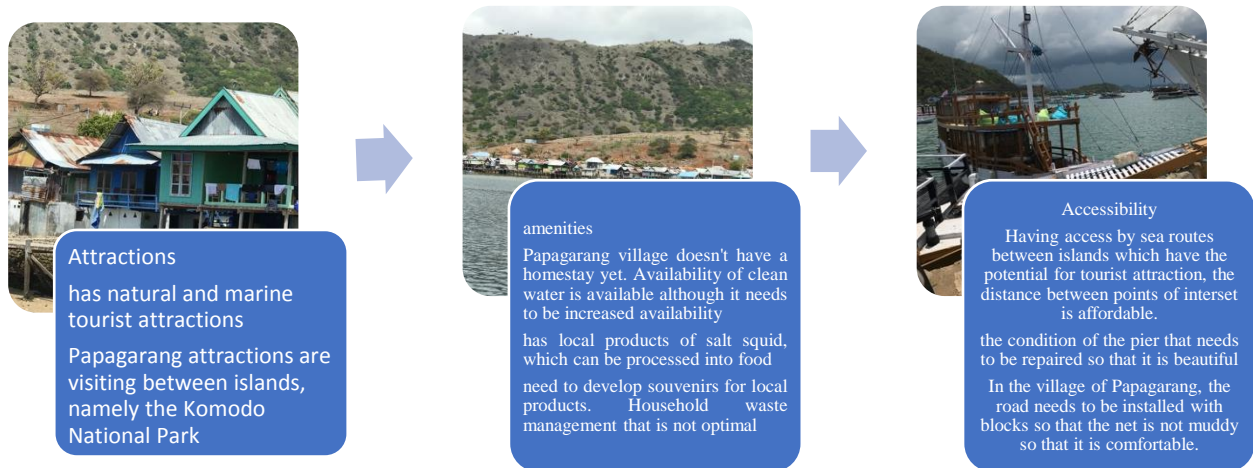 Attractions
has natural and marine
tourist attractions
Papagarang attractions are
visiting between islands,
namely the Komodo
National Park
amenities
Papagarang village doesn't have a
homestay yet. Availability of clean
water is available although it needs
to be increased availability
has local products of salt squid,
which can be processed into food
need to develop souvenirs for local
products. Household waste
management that is not optimal
Accessibility
Having access by sea routes
between islands which have the
potential for tourist attraction, the
distance between points of interset
is affordable.
the condition of the pier that needs
to be repaired so that it is beautiful
In the village of Papagarang, the
road needs to be installed with
blocks so that the net is not muddy
so that it is comfortable.